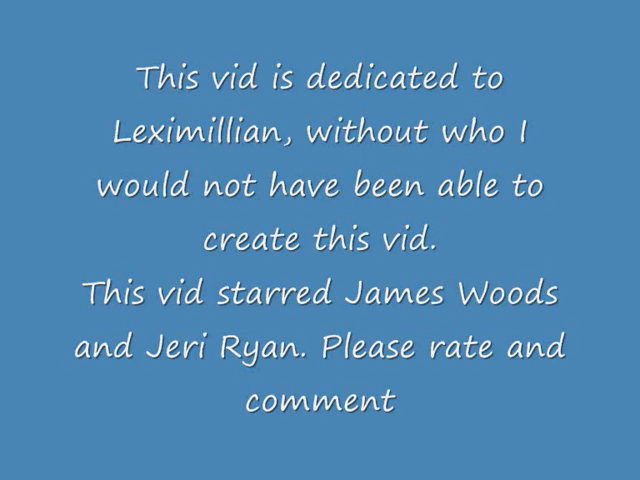 This vid is dedicated to
Leximillian, without who I
would not have been able to
create this vid.
This vid starred James Woods
and Jeri Ryan. Please rate and
comment